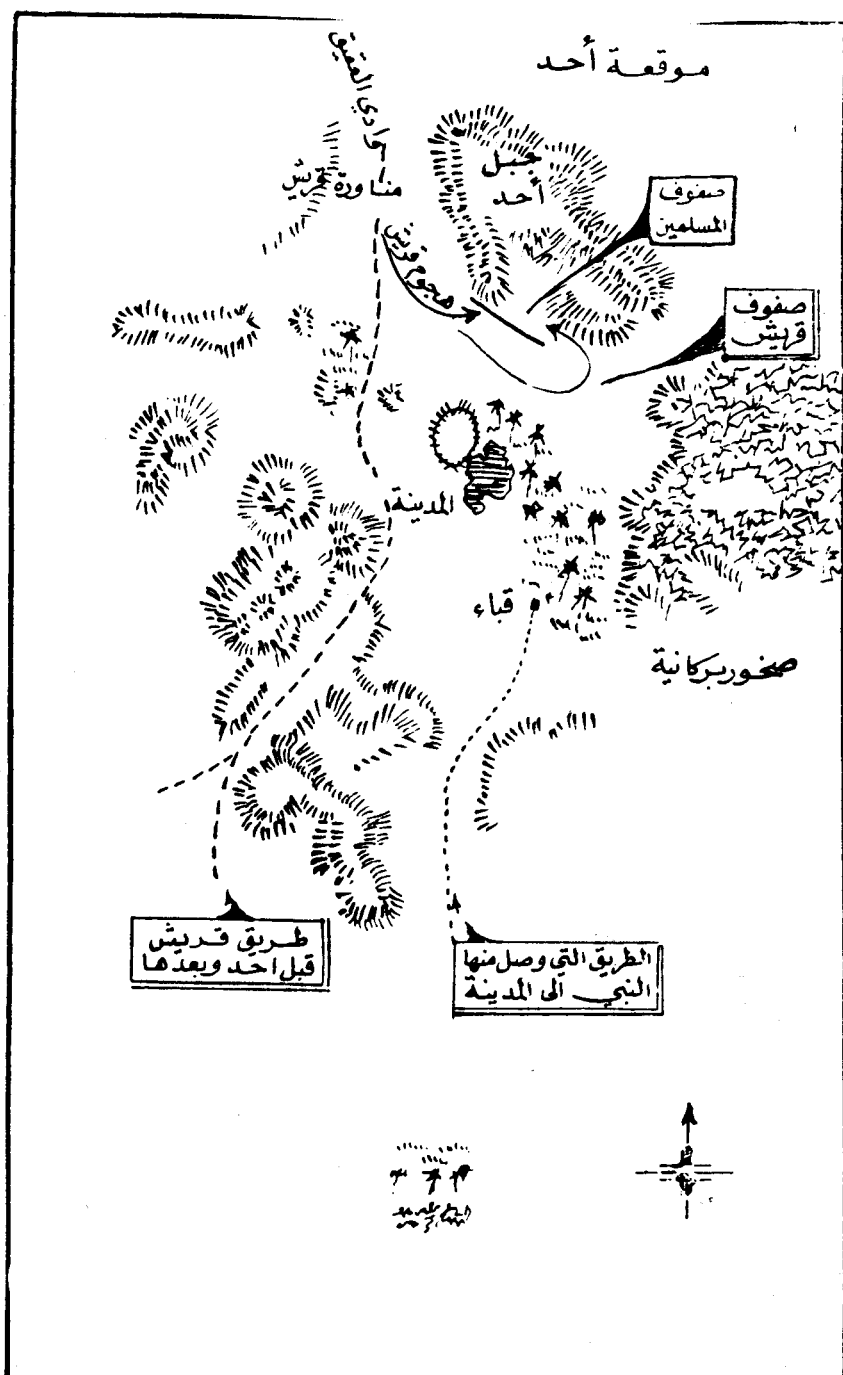 موقعة أحد
وادي العقيق
جبل
أحد
مناورة قريش
صفوف
المسلمين
هجوم قريش
صفوف
قريش
المدينة
قباء
صخور بركانية
طريق قريش
قبل احد وبعدها
الطريق التي وصل منها
النبي الى المدينة